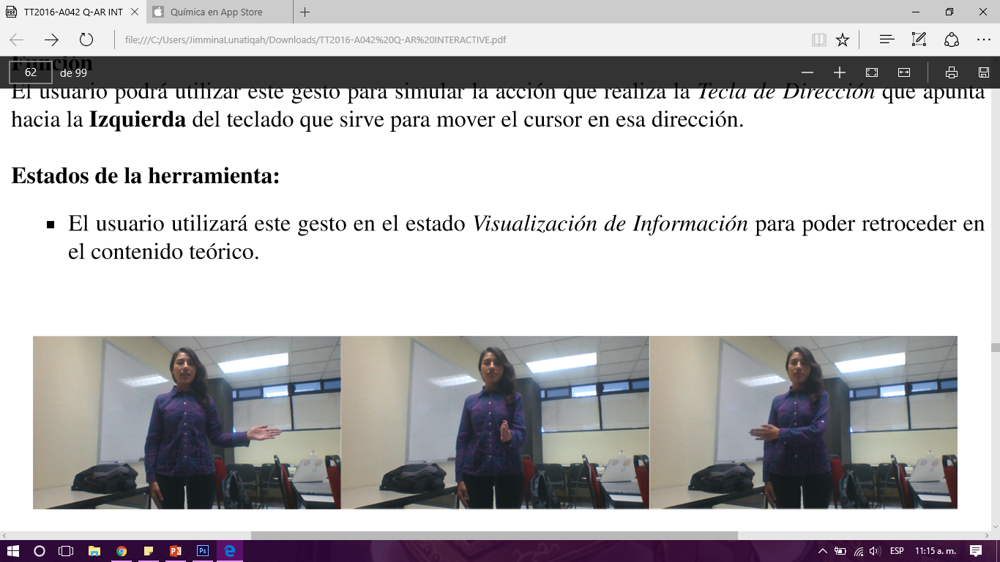 TT2016-A042 Q-AR INT
Química en App Store
file:///C:/Users/JimminaLunatiqah/Downloads/TT2016-A042%20Q-AR%20INTERACTIVE.pdf
Función
62 de 99
El usuario podrá utilizar este gesto para simular la acción que realiza la Tecla de Dirección que apunta
hacia la Izquierda del teclado que sirve para mover el cursor en esa dirección.
Estados de la herramienta:
El usuario utilizará este gesto en el estado Visualización de Información para poder retroceder en
el contenido teórico.
ESP 11:15 a. m.